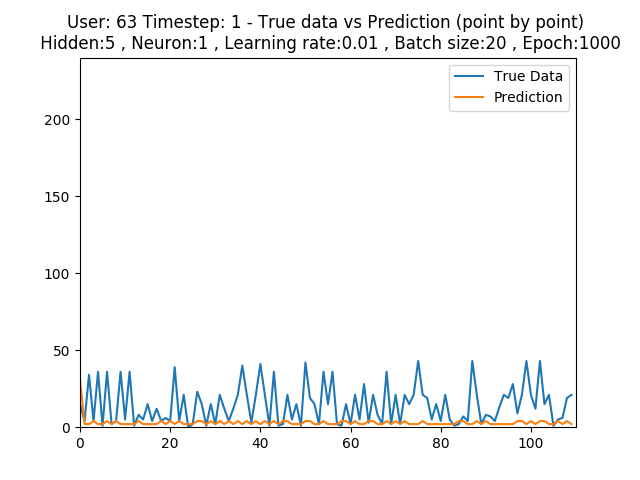 User: 63 Timestep: 1 - True data vs Prediction (point by point)
Hidden:5 , Neuron:1 , Learning rate:0.01 , Batch size:20 , Epoch:1000
True Data
Prediction
200
150
100
50
0
0 20 40 60 80 100